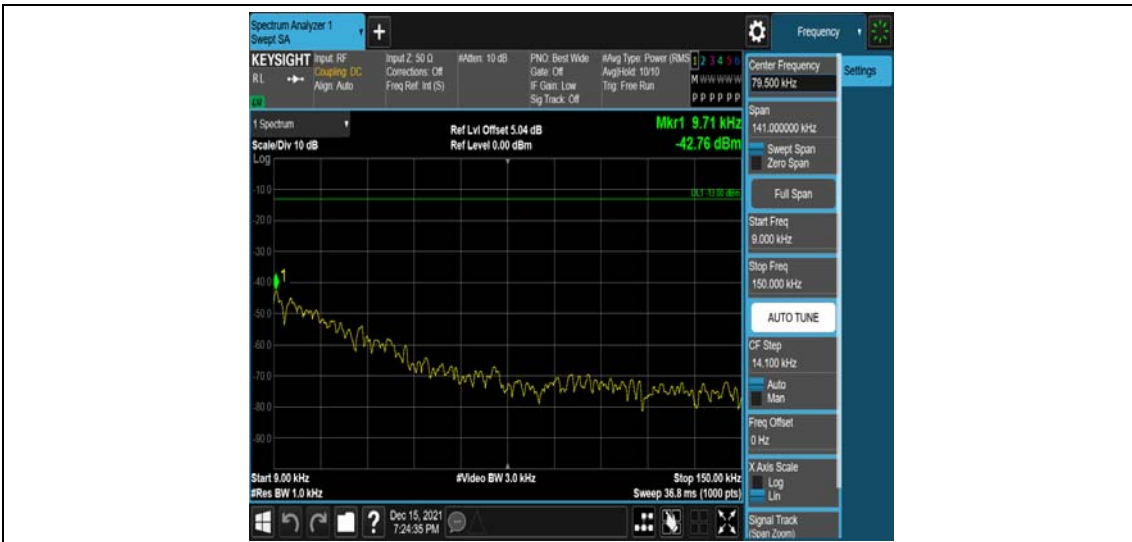 Spectrum Analyzer 1
Swept SA
+
Frequency
KEYSIGHT
RL
Input: RF
Coupling: DC
Align: Auto
Input Z: 50 Ω
Corrections: Off
Freq Ref: Int (S)
#Atten: 10 dB
PNO: Best Wide
Gate: Off
IF Gain: Low
Sig Track: Off
#Avg Type: Power (RMS
Avg|Hold: 10/10
Trig: Free Run
1 2 3 4 5 6
M W W W W W
P P P P P P
1 Spectrum
Scale/Div 10 dB
Log
Ref Lvl Offset 5.04 dB
Ref Level 0.00 dBm
Mkr1 9.71 kHz
-42.76 dBm
DL1 -13.00 dBm
1
-10.0
-20.0
-30.0
-40.0
-50.0
-60.0
-70.0
-80.0
-90.0
Start 9.00 kHz
#Res BW 1.0 kHz
#Video BW 3.0 kHz
Stop 150.00 kHz
Sweep 36.8 ms (1000 pts)
?
Dec 15, 2021
7:24:35 PM
Center Frequency
79.500 kHz
Settings
Span
141.000000 kHz
Swept Span
Zero Span
Full Span
Start Freq
9.000 kHz
Stop Freq
150.000 kHz
AUTO TUNE
CF Step
14.100 kHz
Auto
Man
Freq Offset
0 Hz
X Axis Scale
Log
Lin
Signal Track
(Span Zoom)